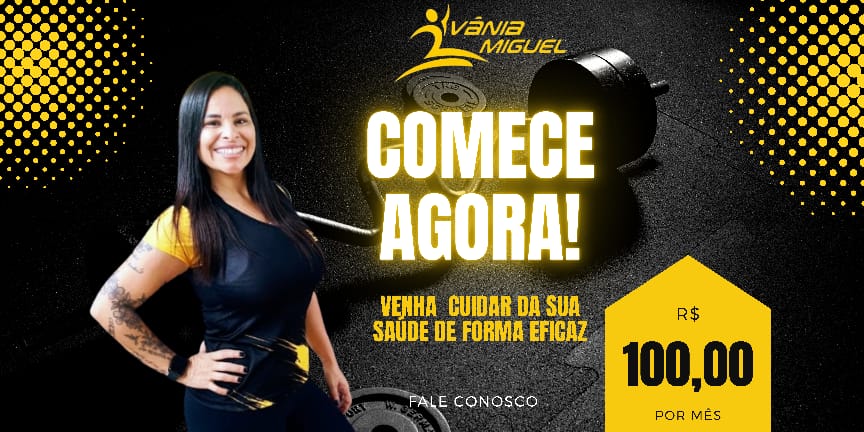 VÂNIA
MIGUEL
COMECE
AGORA!
VENHA CUIDAR DA SUA
SAÚDE DE FORMA EFICAZ
R$
100,00
POR MÊS
FALE CONOSCO